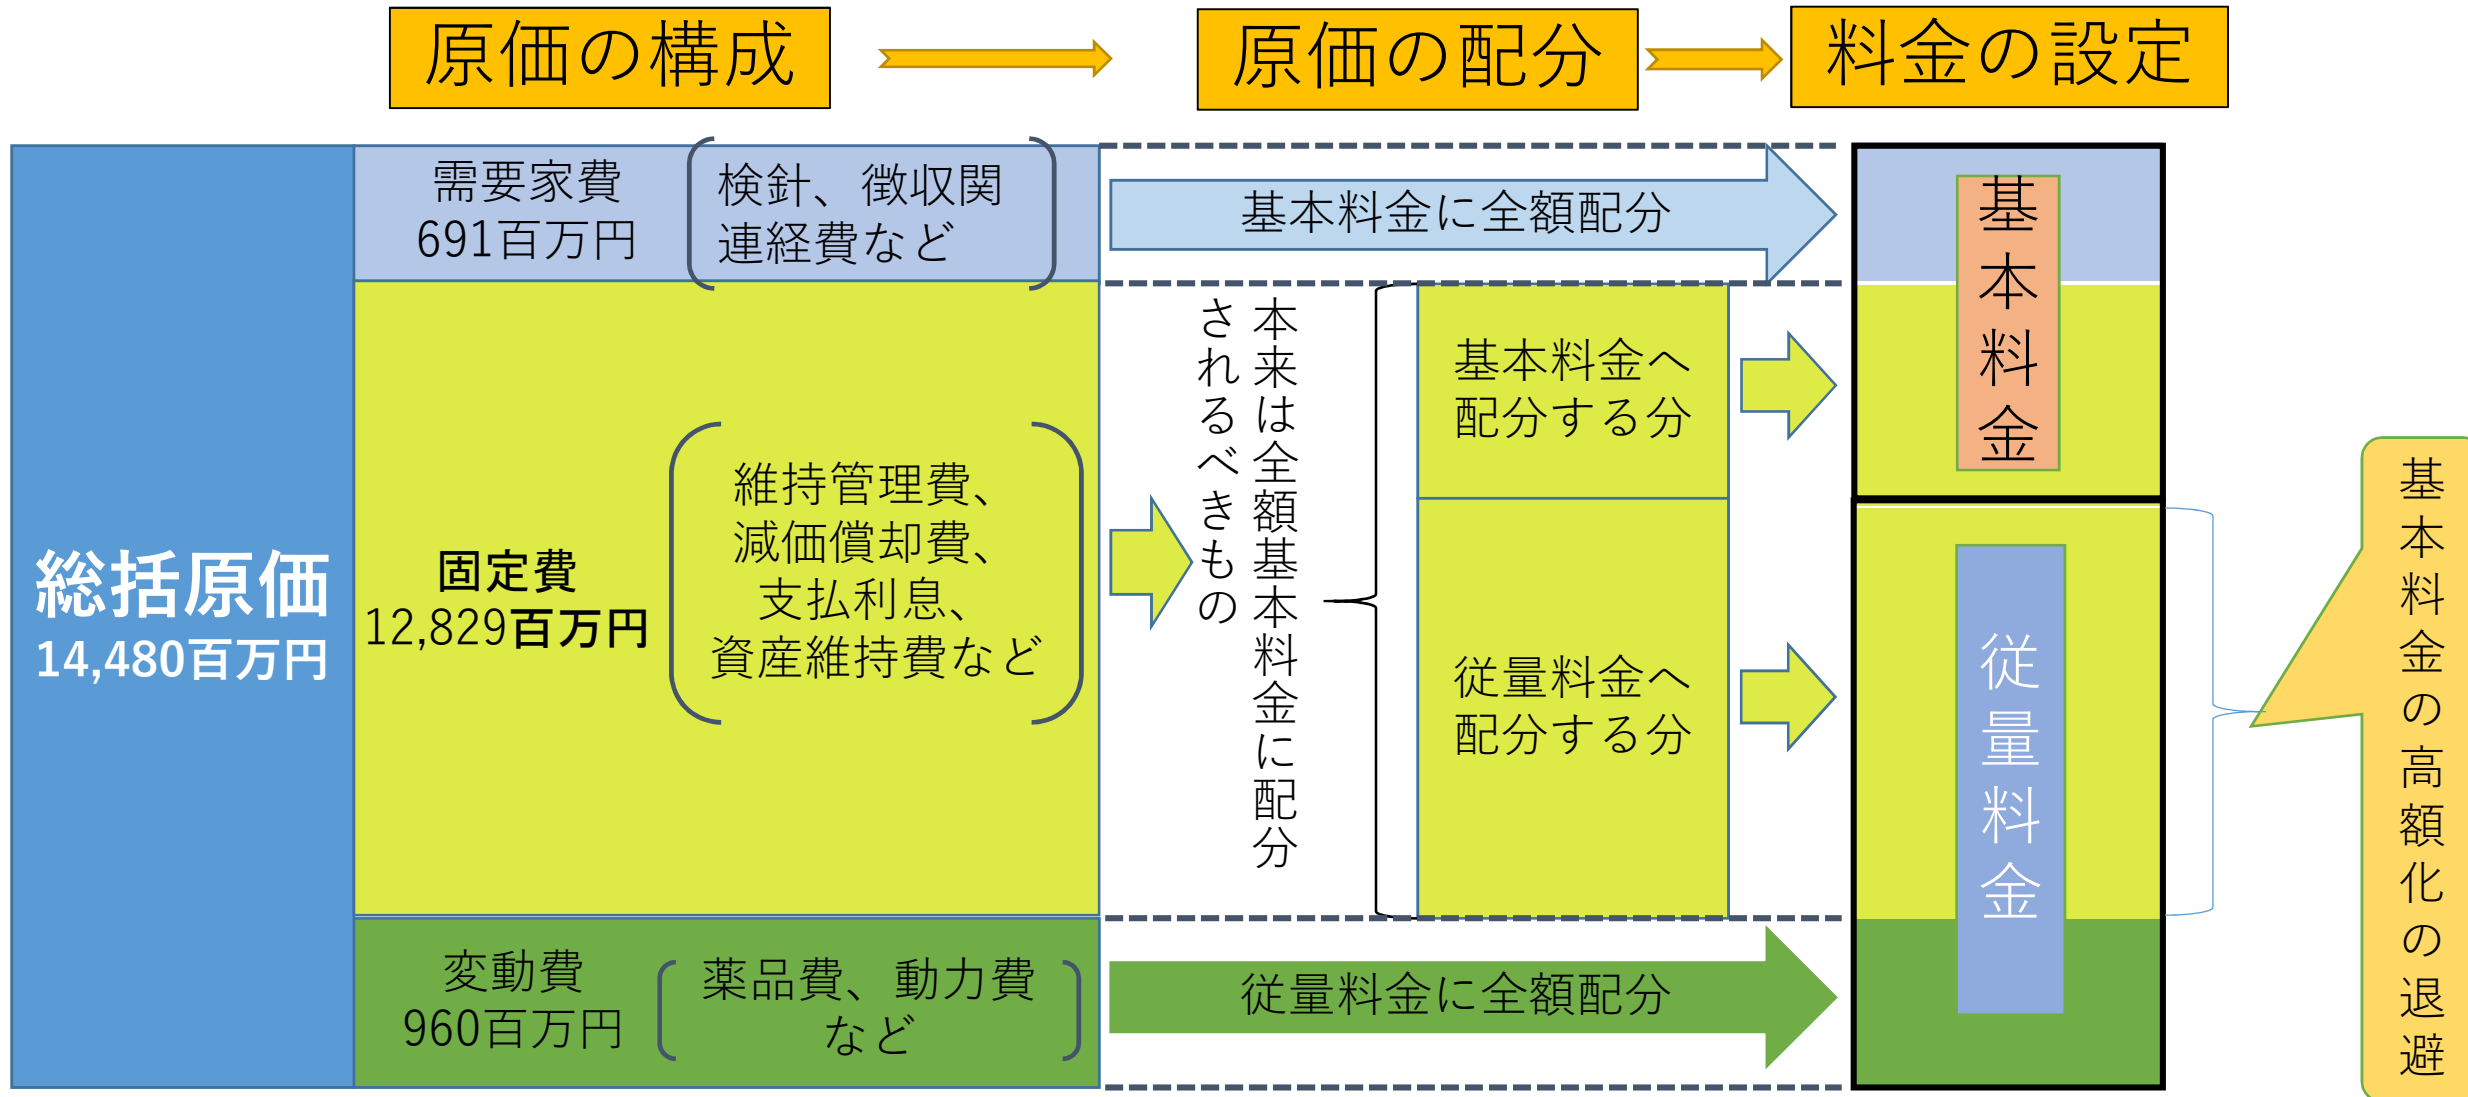 原価の構成
原価の配分
料金の設定
総括原価
14,480百万円
需要家費
691百万円
検針、徴収関
連経費など
基本料金に全額配分
固定費
12,829百万円
維持管理費、
減価償却費、
支払利息、
資産維持費など
本来は全額基本料金に配分
されるべきもの
基本料金へ
配分する分
従量料金へ
配分する分
変動費
960百万円
薬品費、動力費
など
従量料金に全額配分
基本料金
従量料金
基本料金の高額化の退避